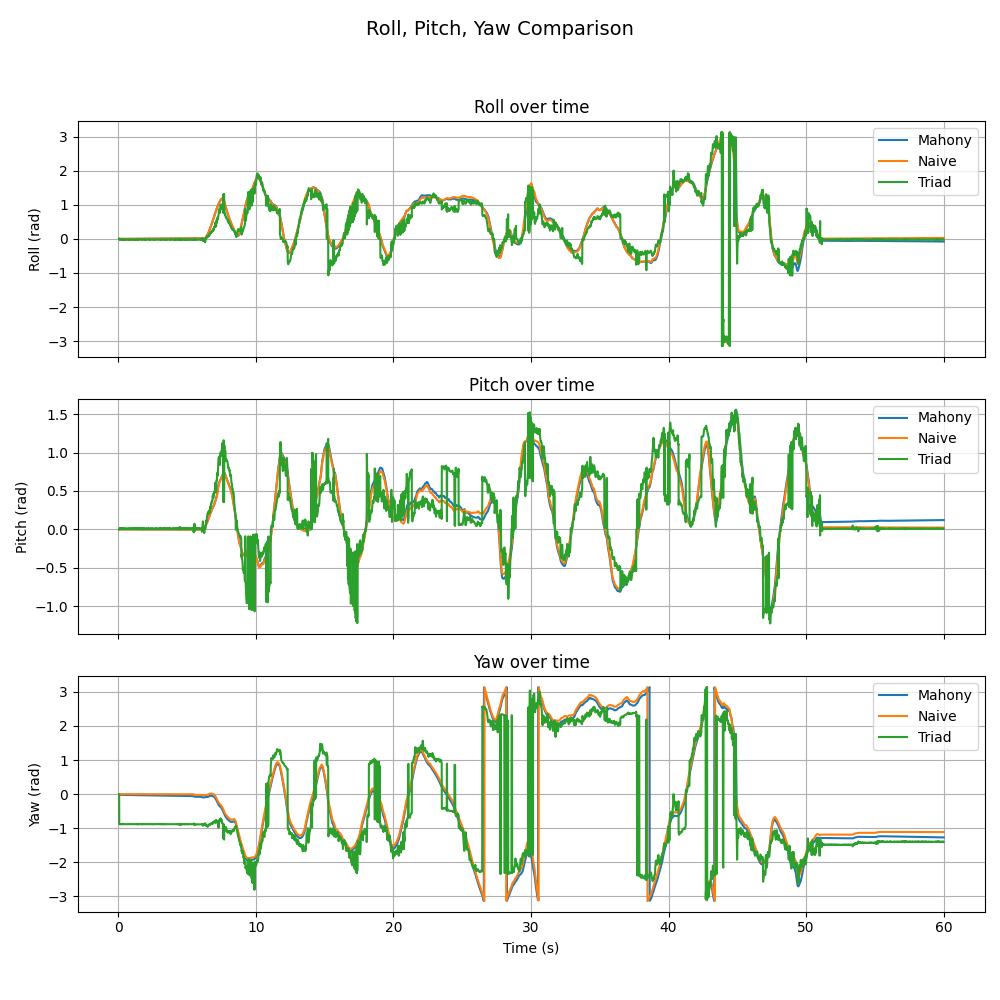 Roll, Pitch, Yaw Comparison
Roll over time
3
2
1
0
−1
−2
−3
Roll (rad)
Mahony
Naive
Triad
Pitch over time
1.5
1.0
0.5
0.0
−0.5
−1.0
Pitch (rad)
Mahony
Naive
Triad
Yaw over time
3
2
1
0
−1
−2
−3
Yaw (rad)
Mahony
Naive
Triad
0 10 20 30 40 50 60
Time (s)